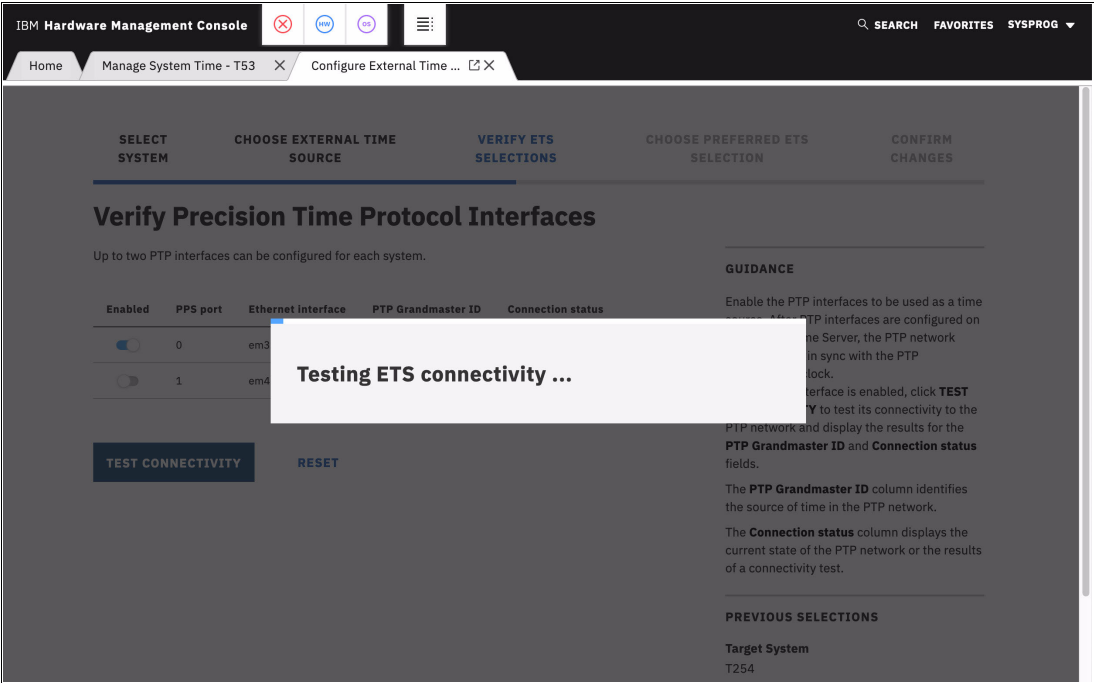 IBM Hardware Management Console
HW
OS
SEARCH FAVORITES SYSPROG
Home
Manage System Time - T53
Configure External Time ...
SELECT SYSTEM
CHOOSE EXTERNAL TIME SOURCE
VERIFY ETS SELECTIONS
CHOOSE PREFERRED ETS SELECTION
CONFIRM CHANGES
Verify Precision Time Protocol Interfaces
Up to two PTP interfaces can be configured for each system.
Enabled PPS port Ethernet interface PTP Grandmaster ID Connection status
0 em3
1 em4
Testing ETS connectivity ...
TEST CONNECTIVITY RESET
GUIDANCE
Enable the PTP interfaces to be used as a time
PTP interfaces are configured on
Server, the PTP network
in sync with the PTP
is enabled, click TEST
to test its connectivity to the
PTP network and display the results for the
PTP Grandmaster ID and Connection status
fields.
The PTP Grandmaster ID column identifies
the source of time in the PTP network.
The Connection status column displays the
current state of the PTP network or the results
of a connectivity test.
PREVIOUS SELECTIONS
Target System
T254